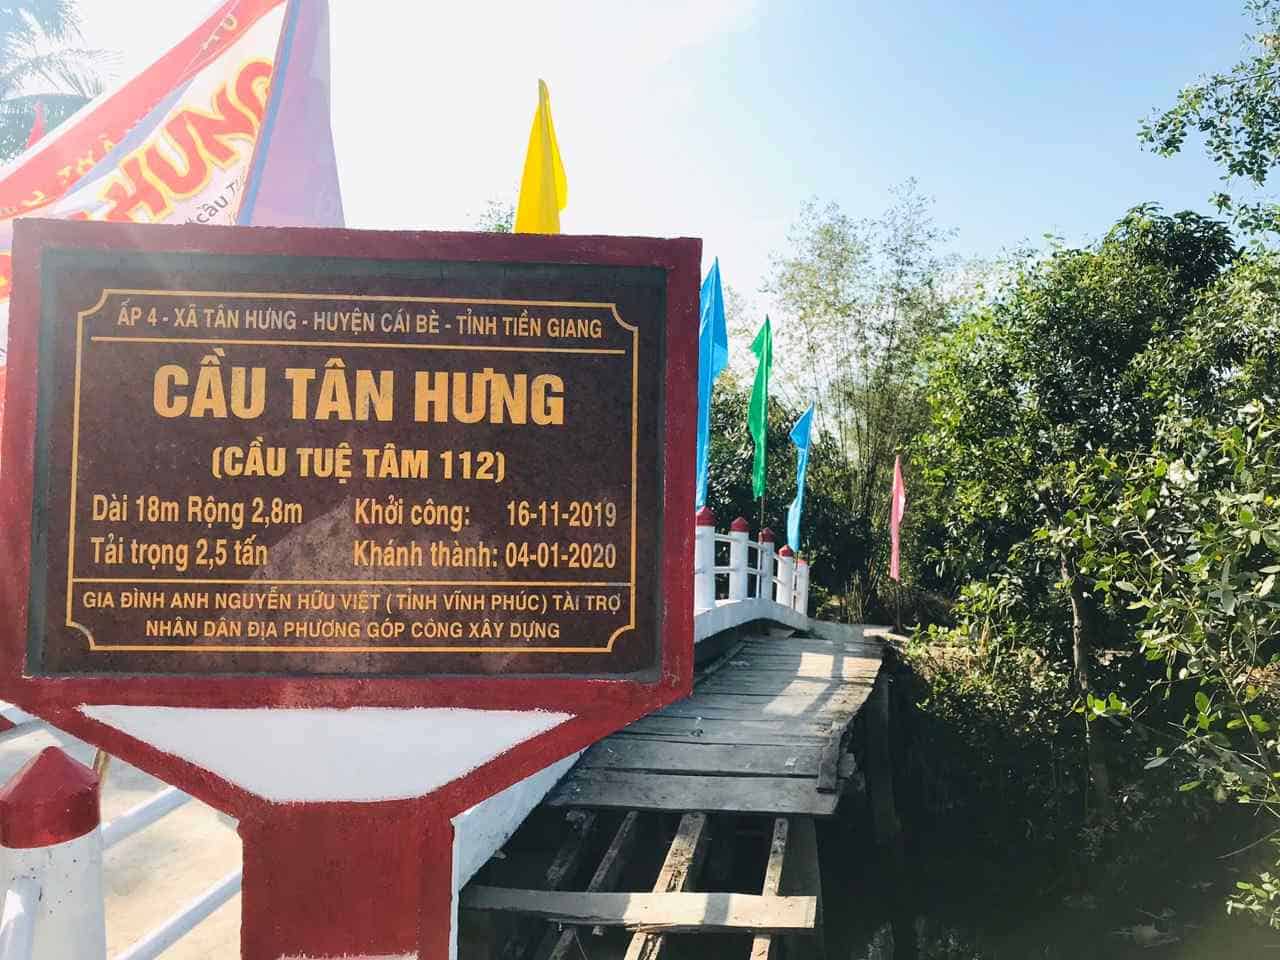 HƯNG
cầu
ẤP 4 - XÃ TÂN HƯNG - HUYỆN CÁI BÈ - TỈNH TIỀN GIANG
CẦU TÂN HƯNG
(CẦU TUỆ TÂM 112)
Dài 18m Rộng 2,8m Khởi công: 16-11-2019
Tải trọng 2,5 tấn Khánh thành: 04-01-2020
GIA ĐÌNH ANH NGUYỄN HỮU VIỆT ( TỈNH VĨNH PHÚC ) TÀI TRỢ
NHÂN DÂN ĐỊA PHƯƠNG GÓP CÔNG XÂY DỰNG